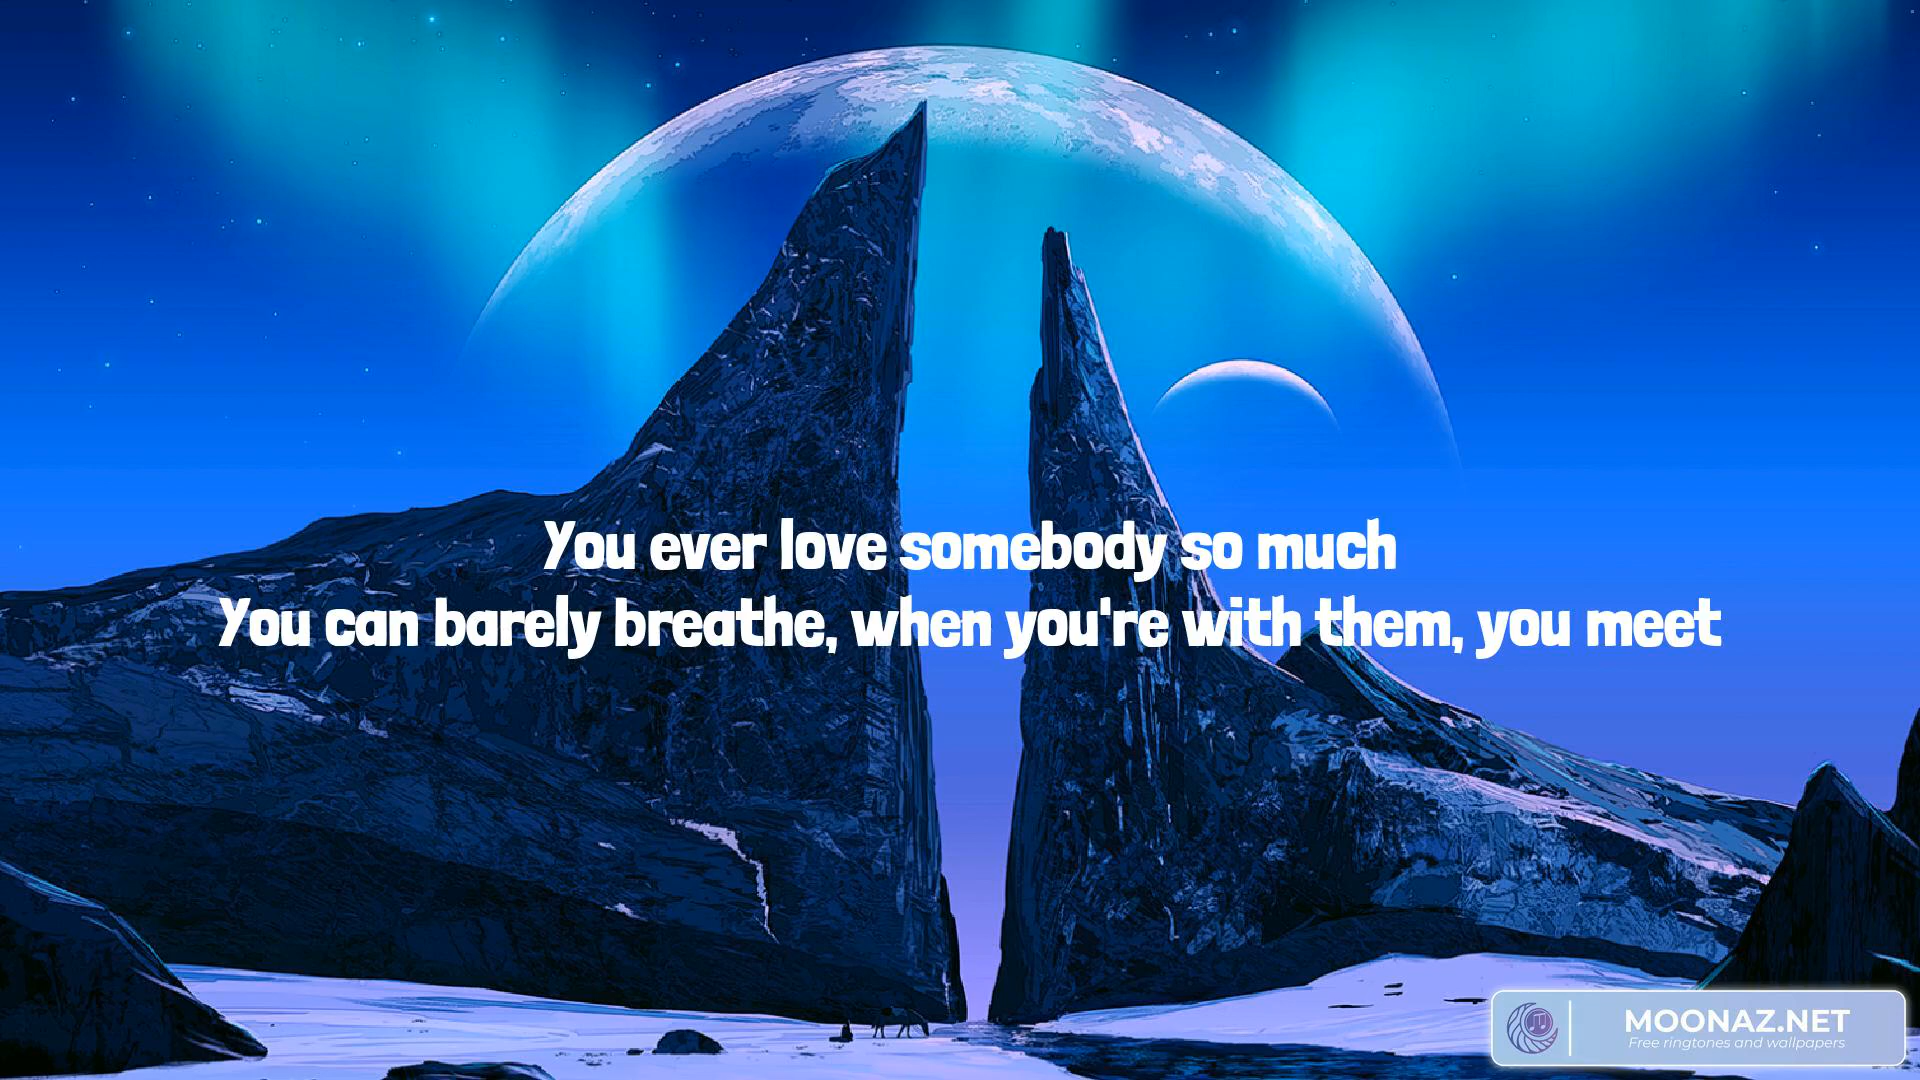 You ever love somebody so much
You can barely breathe, when you're with them, you meet
MOONAZ.NET
Free ringtones and wallpapers